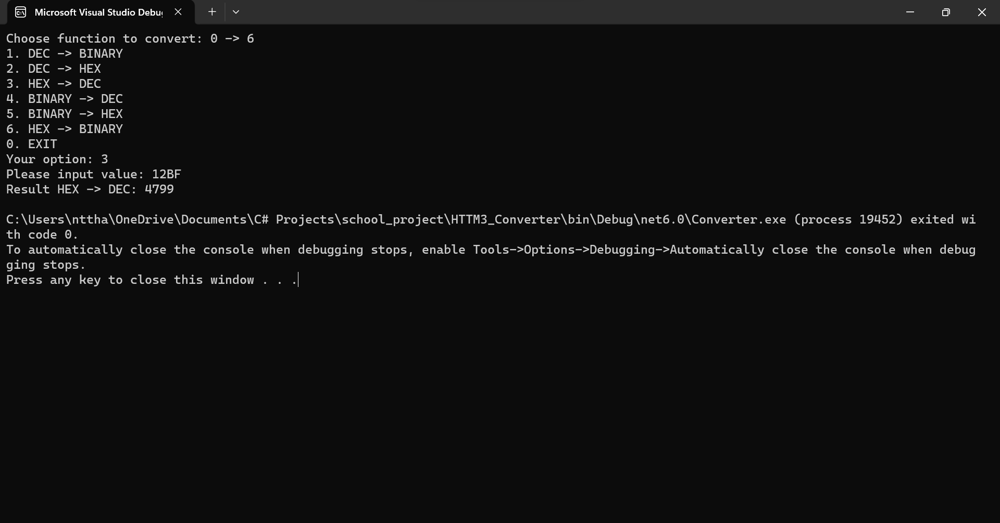 Microsoft Visual Studio Debug
Choose function to convert: 0 -> 6
1. DEC -> BINARY
2. DEC -> HEX
3. HEX -> DEC
4. BINARY -> DEC
5. BINARY -> HEX
6. HEX -> BINARY
0. EXIT
Your option: 3
Please input value: 12BF
Result HEX -> DEC: 4799
C:\Users\nttha\OneDrive\Documents\C# Projects\school_project\HTTM3_Converter\bin\Debug\net6.0\Converter.exe (process 19452) exited wi
th code 0.
To automatically close the console when debugging stops, enable Tools->Options->Debugging->Automatically close the console when debug
ging stops.
Press any key to close this window . . .